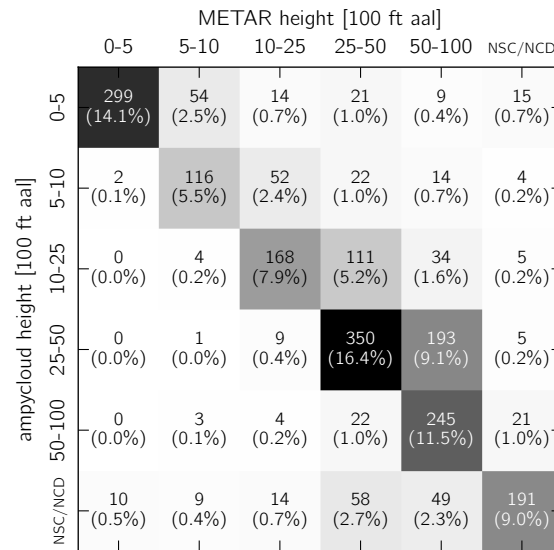 METAR height [100 ft aal]
0-5 5-10 10-25 25-50 50-100 NSC/NCD
ampycloud height [100 ft aal]
0-5
299 54 14 21 9 15
(14.1%) (2.5%) (0.7%) (1.0%) (0.4%) (0.7%)
5-10
2 116 52 22 14 4
(0.1%) (5.5%) (2.4%) (1.0%) (0.7%) (0.2%)
10-25
0 4 168 111 34 5
(0.0%) (0.2%) (7.9%) (5.2%) (1.6%) (0.2%)
25-50
0 1 9 350 193 5
(0.0%) (0.0%) (0.4%) (16.4%) (9.1%) (0.2%)
50-100
0 3 4 22 245 21
(0.0%) (0.1%) (0.2%) (1.0%) (11.5%) (1.0%)
NSC/NCD
10 9 14 58 49 191
(0.5%) (0.4%) (0.7%) (2.7%) (2.3%) (9.0%)